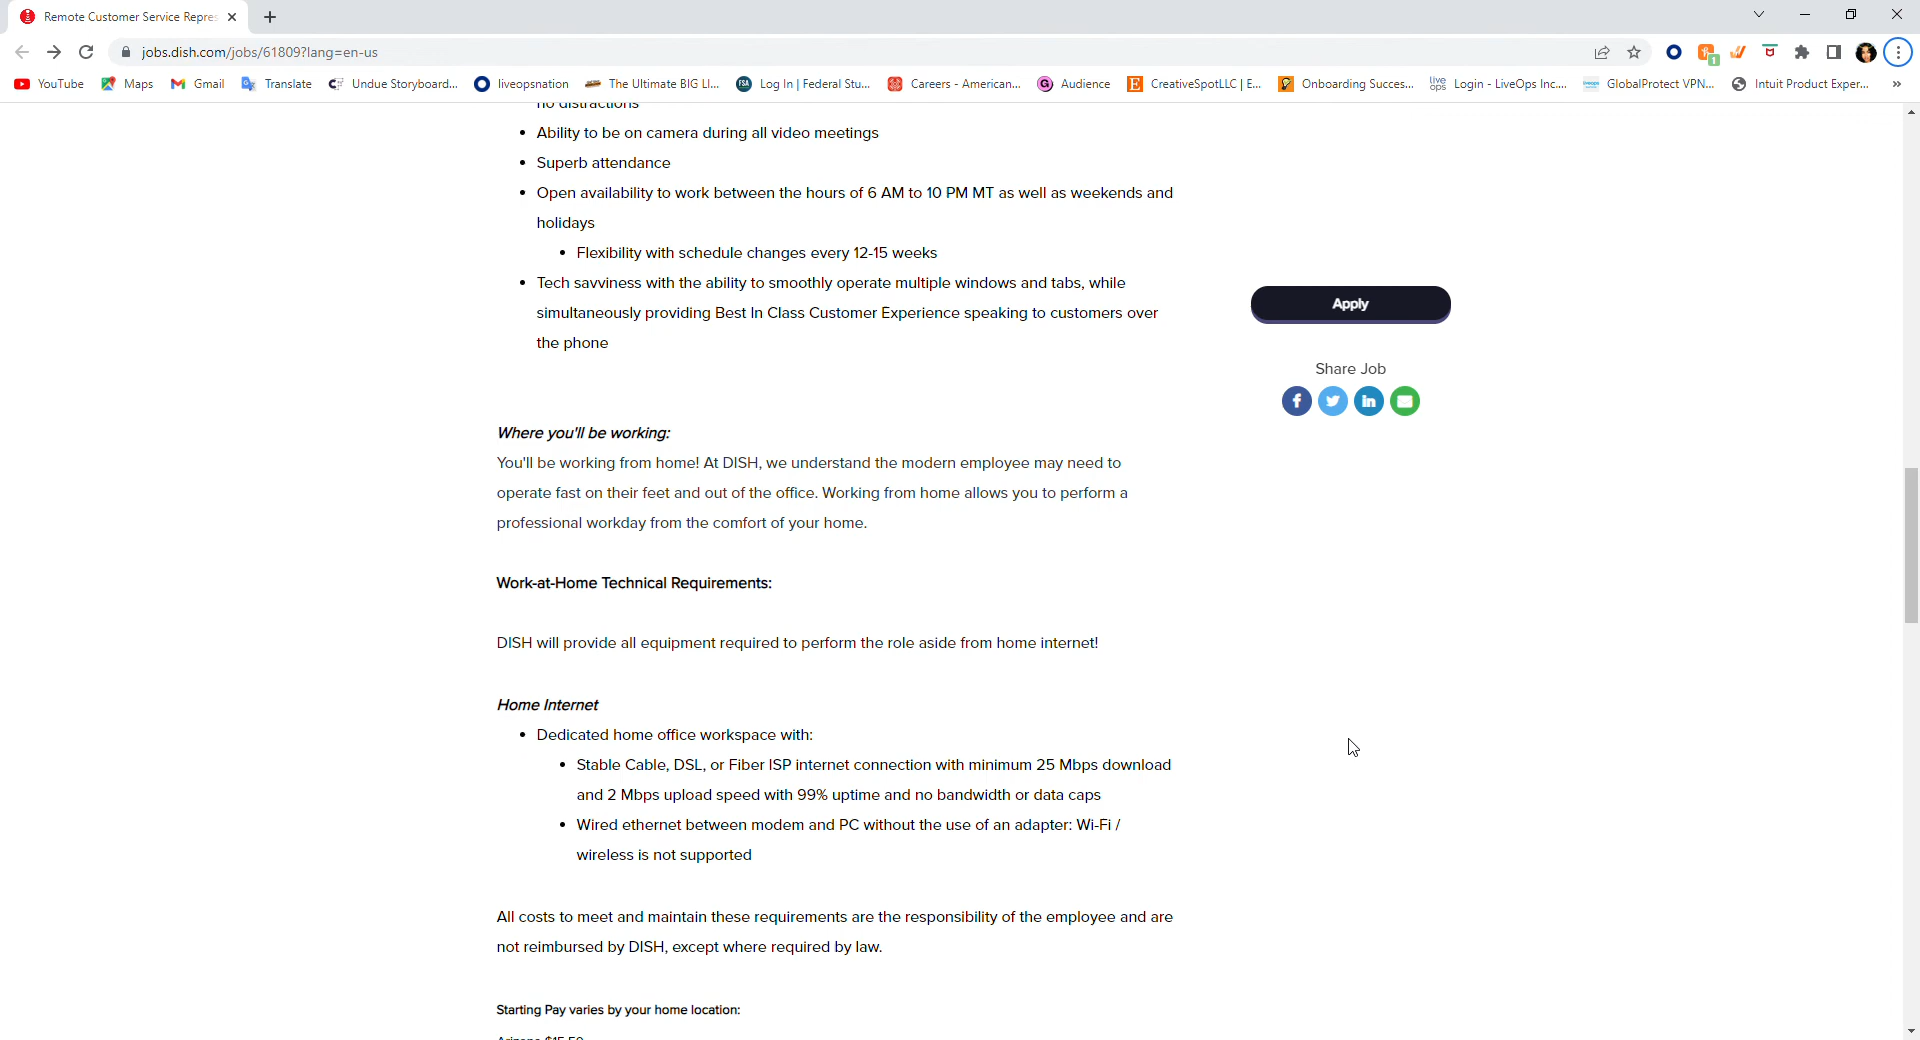 Remote Customer Service Repres
jobs.dish.com/jobs/61809?lang=en-us
1
YouTube
Maps
Gmail
Translate
Undue Storyboard...
liveopsnation
The Ultimate BIG LI...
FSA
Log In | Federal Stu...
Careers - American...
G
Audience
E
CreativeSpotLLC | E...
Onboarding Succes...
live
ops
Login - LiveOps Inc....
GlobalProtect VPN...
Intuit Product Exper...
»
no distractions
• Ability to be on camera during all video meetings
• Superb attendance
• Open availability to work between the hours of 6 AM to 10 PM MT as well as weekends and
holidays
• Flexibility with schedule changes every 12-15 weeks
• Tech savviness with the ability to smoothly operate multiple windows and tabs, while
simultaneously providing Best In Class Customer Experience speaking to customers over
the phone
Apply
Share Job
f
in
Where you'll be working:
You'll be working from home! At DISH, we understand the modern employee may need to
operate fast on their feet and out of the office. Working from home allows you to perform a
professional workday from the comfort of your home.
Work-at-Home Technical Requirements:
DISH will provide all equipment required to perform the role aside from home internet!
Home Internet
• Dedicated home office workspace with:
• Stable Cable, DSL, or Fiber ISP internet connection with minimum 25 Mbps download
and 2 Mbps upload speed with 99% uptime and no bandwidth or data caps
• Wired ethernet between modem and PC without the use of an adapter: Wi-Fi /
wireless is not supported
All costs to meet and maintain these requirements are the responsibility of the employee and are
not reimbursed by DISH, except where required by law.
Starting Pay varies by your home location:
Arizona $15.50